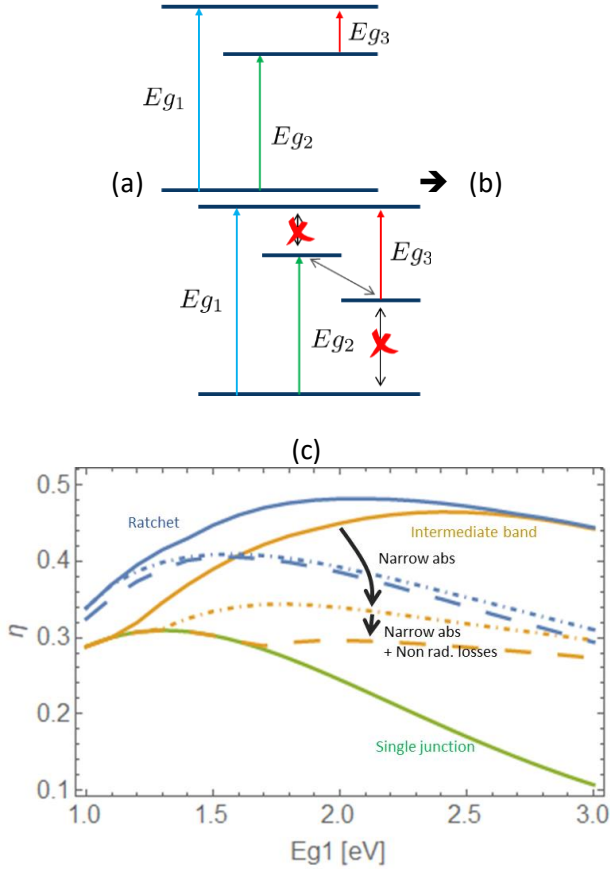 Eg3
Eg1
Eg2
(a)
➔ (b)
Eg3
Eg1
Eg2
(c)
0.5
Ratchet
Intermediate band
0.4
Narrow abs
η
0.3
Narrow abs
+ Non rad. losses
0.2
Single junction
0.1
1.0 1.5 2.0 2.5 3.0
Eg1 [eV]